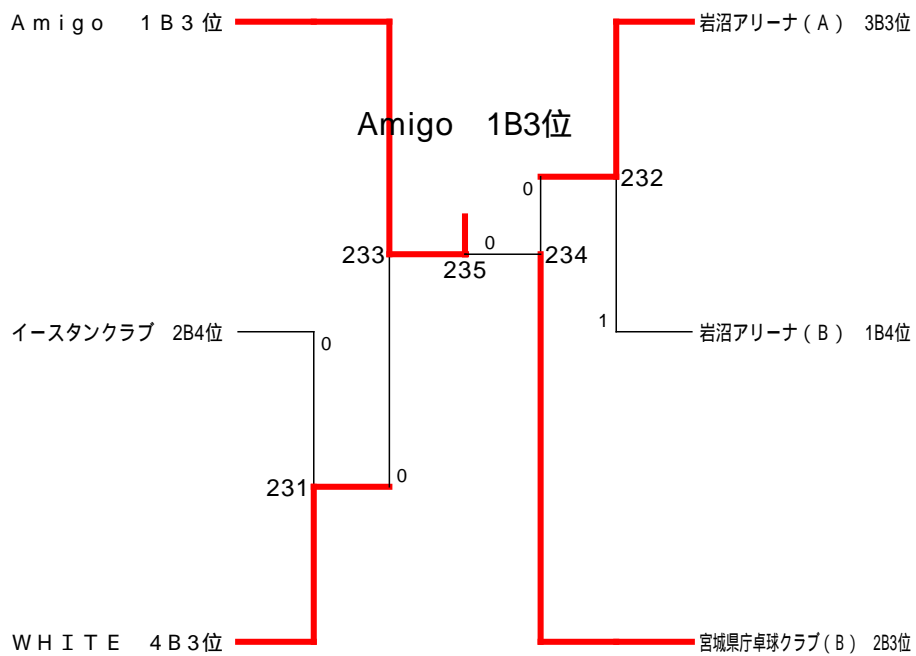 Ａｍｉｇｏ　１Ｂ３位
岩沼アリーナ(Ａ)　3B3位
Amigo　1B3位
0
232
233
0
234
235
イースタンクラブ　2B4位
0
1
岩沼アリーナ(Ｂ)　1B4位
231
0
ＷＨＩＴＥ　４Ｂ３位
宮城県庁卓球クラブ(Ｂ)　2B3位